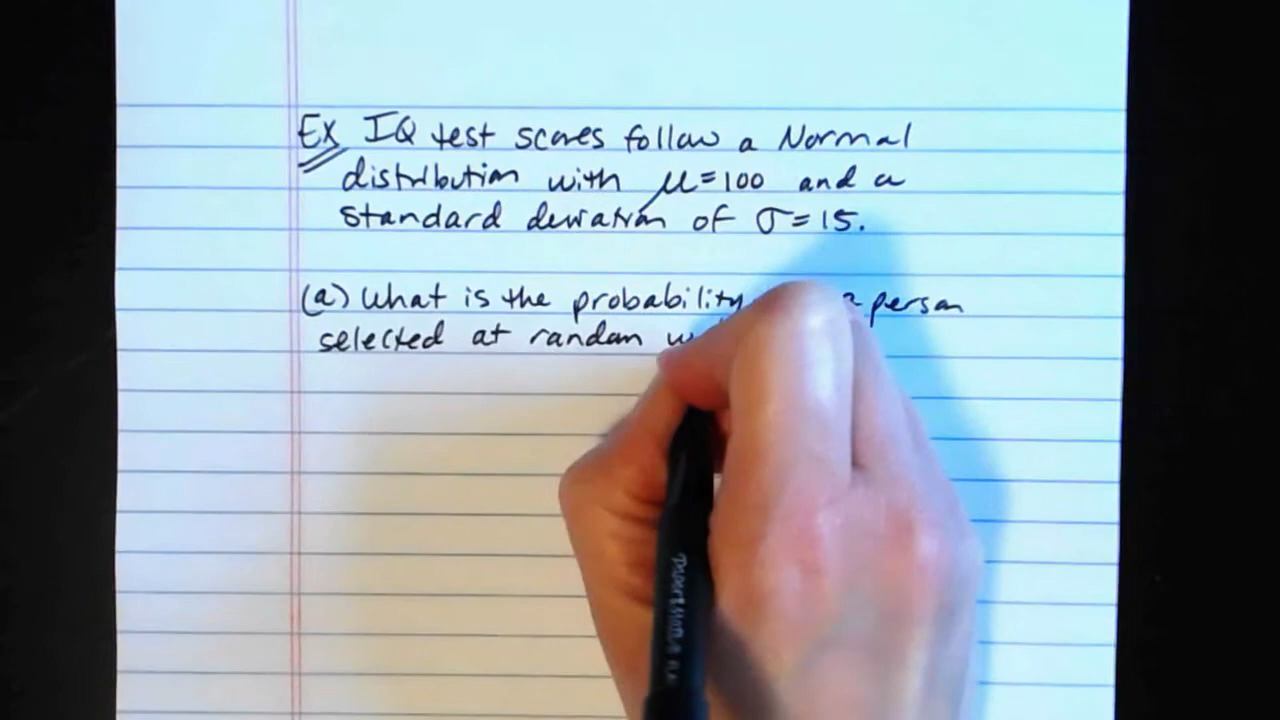 Ex IQ test scores follow a Normal
distribution with μ=100 and a
standard deviation of σ=15.
(a) What is the probability a person
selected at random